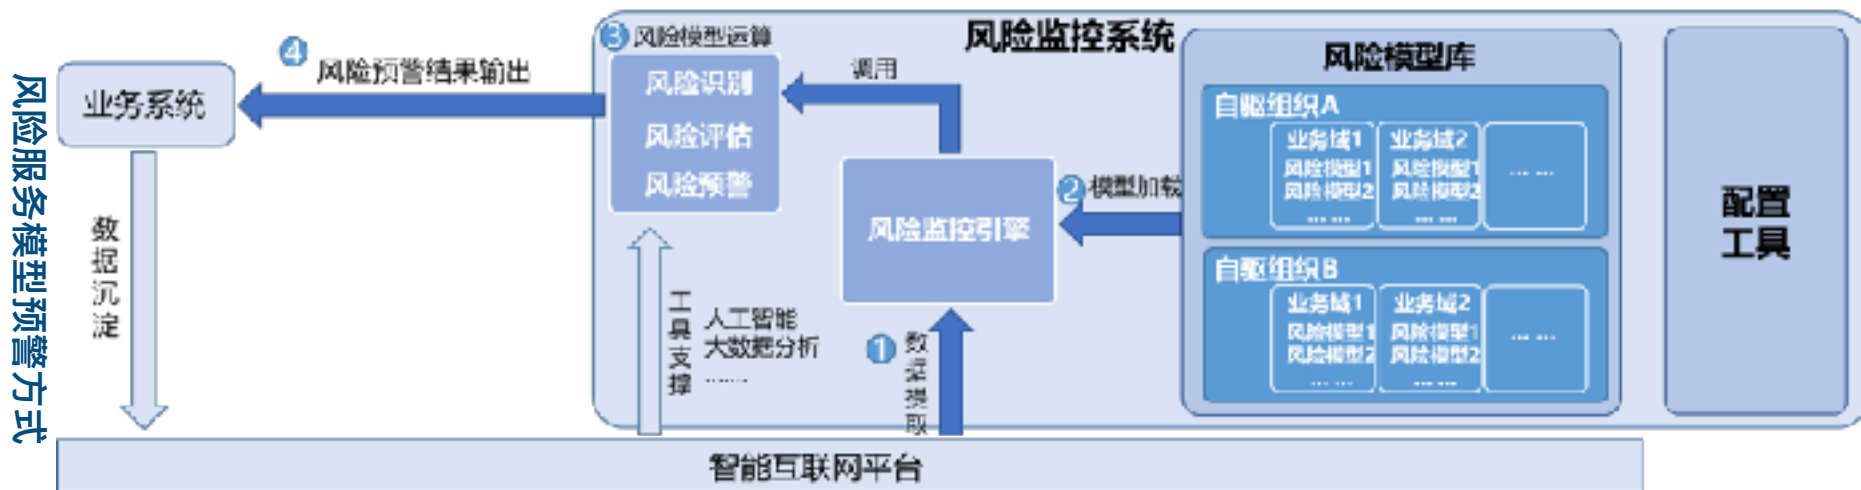 风险服务模型预警方式
业务系统
数据沉淀
4
风险预警结果输出
风险监控系统
3 风险模型运算
风险识别
风险评估
风险预警
调用
风险监控引擎
2 模型加载
1 数据提取
工具支撑
人工智能
大数据分析
……
风险模型库
自驱组织A
业务域1
风险模型1
风险模型2
... ...
业务域2
风险模型1
风险模型2
... ...
... ...
自驱组织B
业务域1
风险模型1
风险模型2
... ...
业务域2
风险模型1
风险模型2
... ...
... ...
配置
工具
智能互联网平台